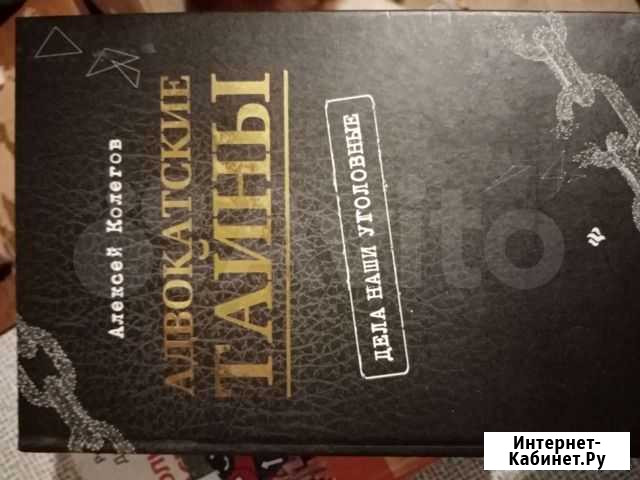 Алексей Колегов
АДВОКАТСКИЕ
ТАЙНЫ
ДЕЛА НАШИ УГОЛОВНЫЕ
Интернет-
Кабинет.Ру